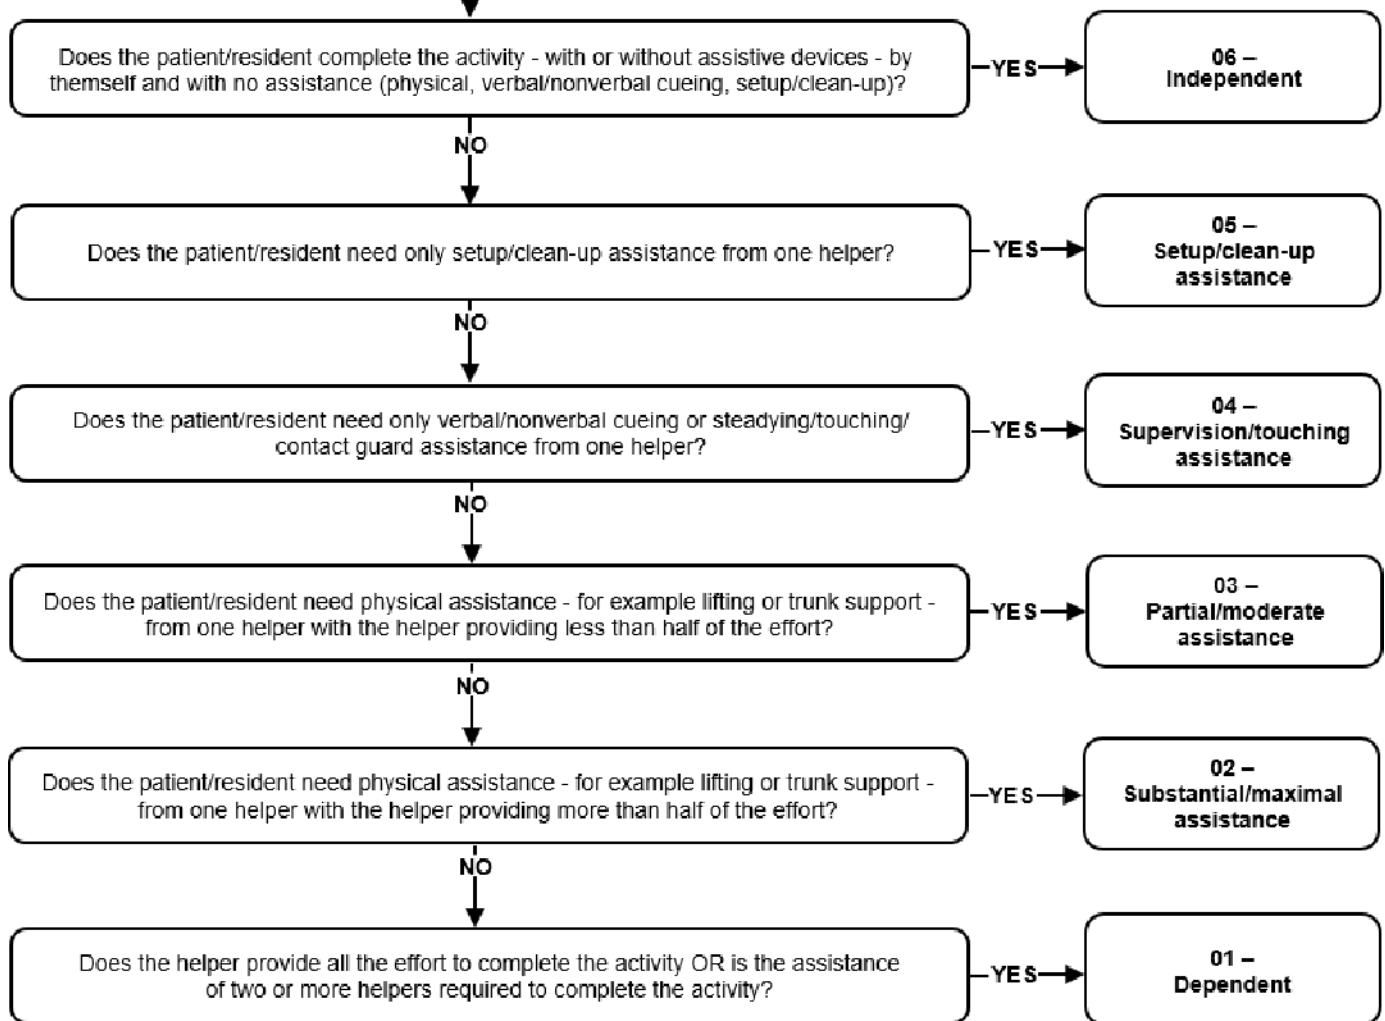 Does the patient/resident complete the activity - with or without assistive devices - by
themself and with no assistance (physical, verbal/nonverbal cueing, setup/clean-up)?
YES
06 –
Independent
NO
Does the patient/resident need only setup/clean-up assistance from one helper?
YES
05 –
Setup/clean-up
assistance
NO
Does the patient/resident need only verbal/nonverbal cueing or steadying/touching/
contact guard assistance from one helper?
YES
04 –
Supervision/touching
assistance
NO
Does the patient/resident need physical assistance - for example lifting or trunk support -
from one helper with the helper providing less than half of the effort?
YES
03 –
Partial/moderate
assistance
NO
Does the patient/resident need physical assistance - for example lifting or trunk support -
from one helper with the helper providing more than half of the effort?
YES
02 –
Substantial/maximal
assistance
NO
Does the helper provide all the effort to complete the activity OR is the assistance
of two or more helpers required to complete the activity?
YES
01 –
Dependent